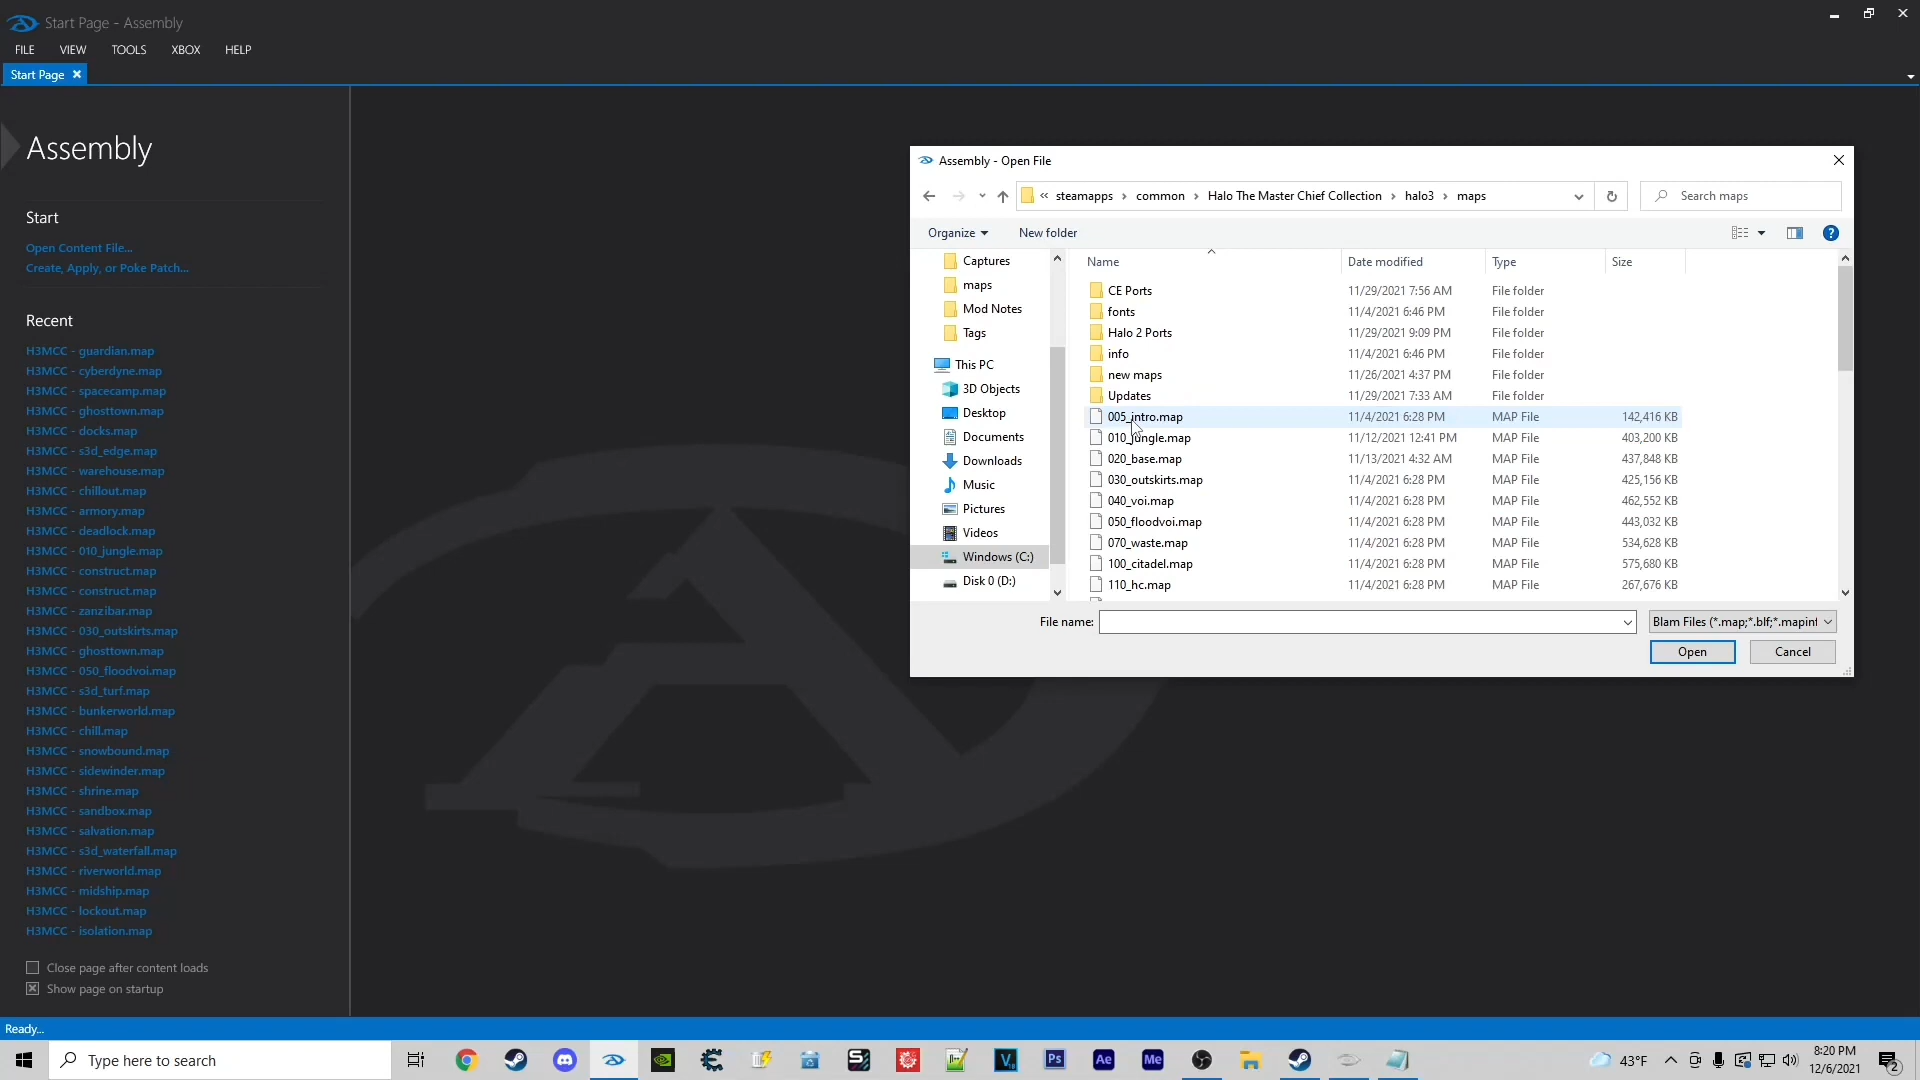 Start Page - Assembly
FILE VIEW TOOLS XBOX HELP
Start Page
Assembly
Start
Open Content File...
Create, Apply, or Poke Patch...
Recent
H3MCC - guardian.map
H3MCC - cyberdyne.map
H3MCC - spacecamp.map
H3MCC - ghosttown.map
H3MCC - docks.map
H3MCC - s3d_edge.map
H3MCC - warehouse.map
H3MCC - chillout.map
H3MCC - armory.map
H3MCC - deadlock.map
H3MCC - 010_jungle.map
H3MCC - construct.map
H3MCC - construct.map
H3MCC - zanzibar.map
H3MCC - 030_outskirts.map
H3MCC - ghosttown.map
H3MCC - 050_floodvoi.map
H3MCC - s3d_turf.map
H3MCC - bunkerworld.map
H3MCC - chill.map
H3MCC - snowbound.map
H3MCC - sidewinder.map
H3MCC - shrine.map
H3MCC - sandbox.map
H3MCC - salvation.map
H3MCC - s3d_waterfall.map
H3MCC - riverworld.map
H3MCC - midship.map
H3MCC - lockout.map
H3MCC - isolation.map
Close page after content loads
Show page on startup
Assembly - Open File
« steamapps › common › Halo The Master Chief Collection › halo3 › maps
Search maps
Organize New folder
Captures
maps
Mod Notes
Tags
This PC
3D Objects
Desktop
Documents
Downloads
Music
Pictures
Videos
Windows (C:)
Disk 0 (D:)
Name Date modified Type Size
CE Ports 11/29/2021 7:56 AM File folder
fonts 11/4/2021 6:46 PM File folder
Halo 2 Ports 11/29/2021 9:09 PM File folder
info 11/4/2021 6:46 PM File folder
new maps 11/26/2021 4:37 PM File folder
Updates 11/29/2021 7:33 AM File folder
005_intro.map 11/4/2021 6:28 PM MAP File 142,416 KB
010_jungle.map 11/12/2021 12:41 PM MAP File 403,200 KB
020_base.map 11/13/2021 4:32 AM MAP File 437,848 KB
030_outskirts.map 11/4/2021 6:28 PM MAP File 425,156 KB
040_voi.map 11/4/2021 6:28 PM MAP File 462,552 KB
050_floodvoi.map 11/4/2021 6:28 PM MAP File 443,032 KB
070_waste.map 11/4/2021 6:28 PM MAP File 534,628 KB
100_citadel.map 11/4/2021 6:28 PM MAP File 575,680 KB
110_hc.map 11/4/2021 6:28 PM MAP File 267,676 KB
File name:
Blam Files (*.map;*.blf;*.mapinf
Open Cancel
Ready...
Type here to search
Ps
Ae
Me
43°F
8:20 PM
12/6/2021
2